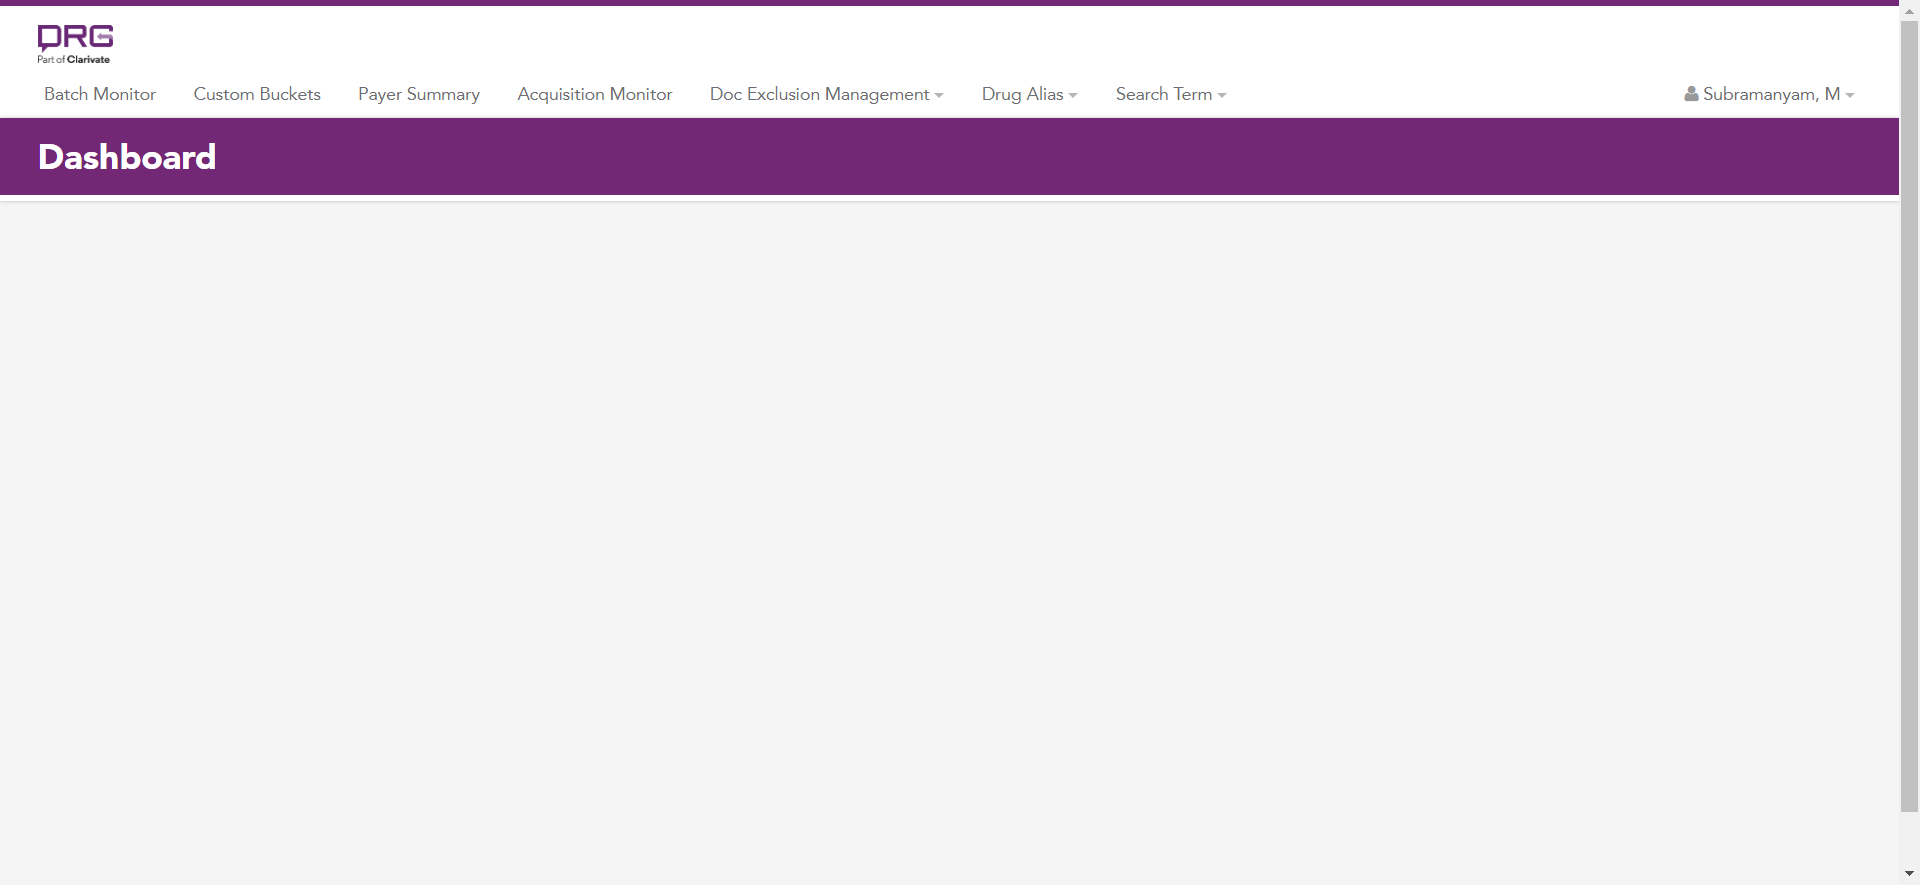 DRG
Part of Clarivate
Batch Monitor Custom Buckets Payer Summary Acquisition Monitor Doc Exclusion Management Drug Alias Search Term Subramanyam, M
Dashboard